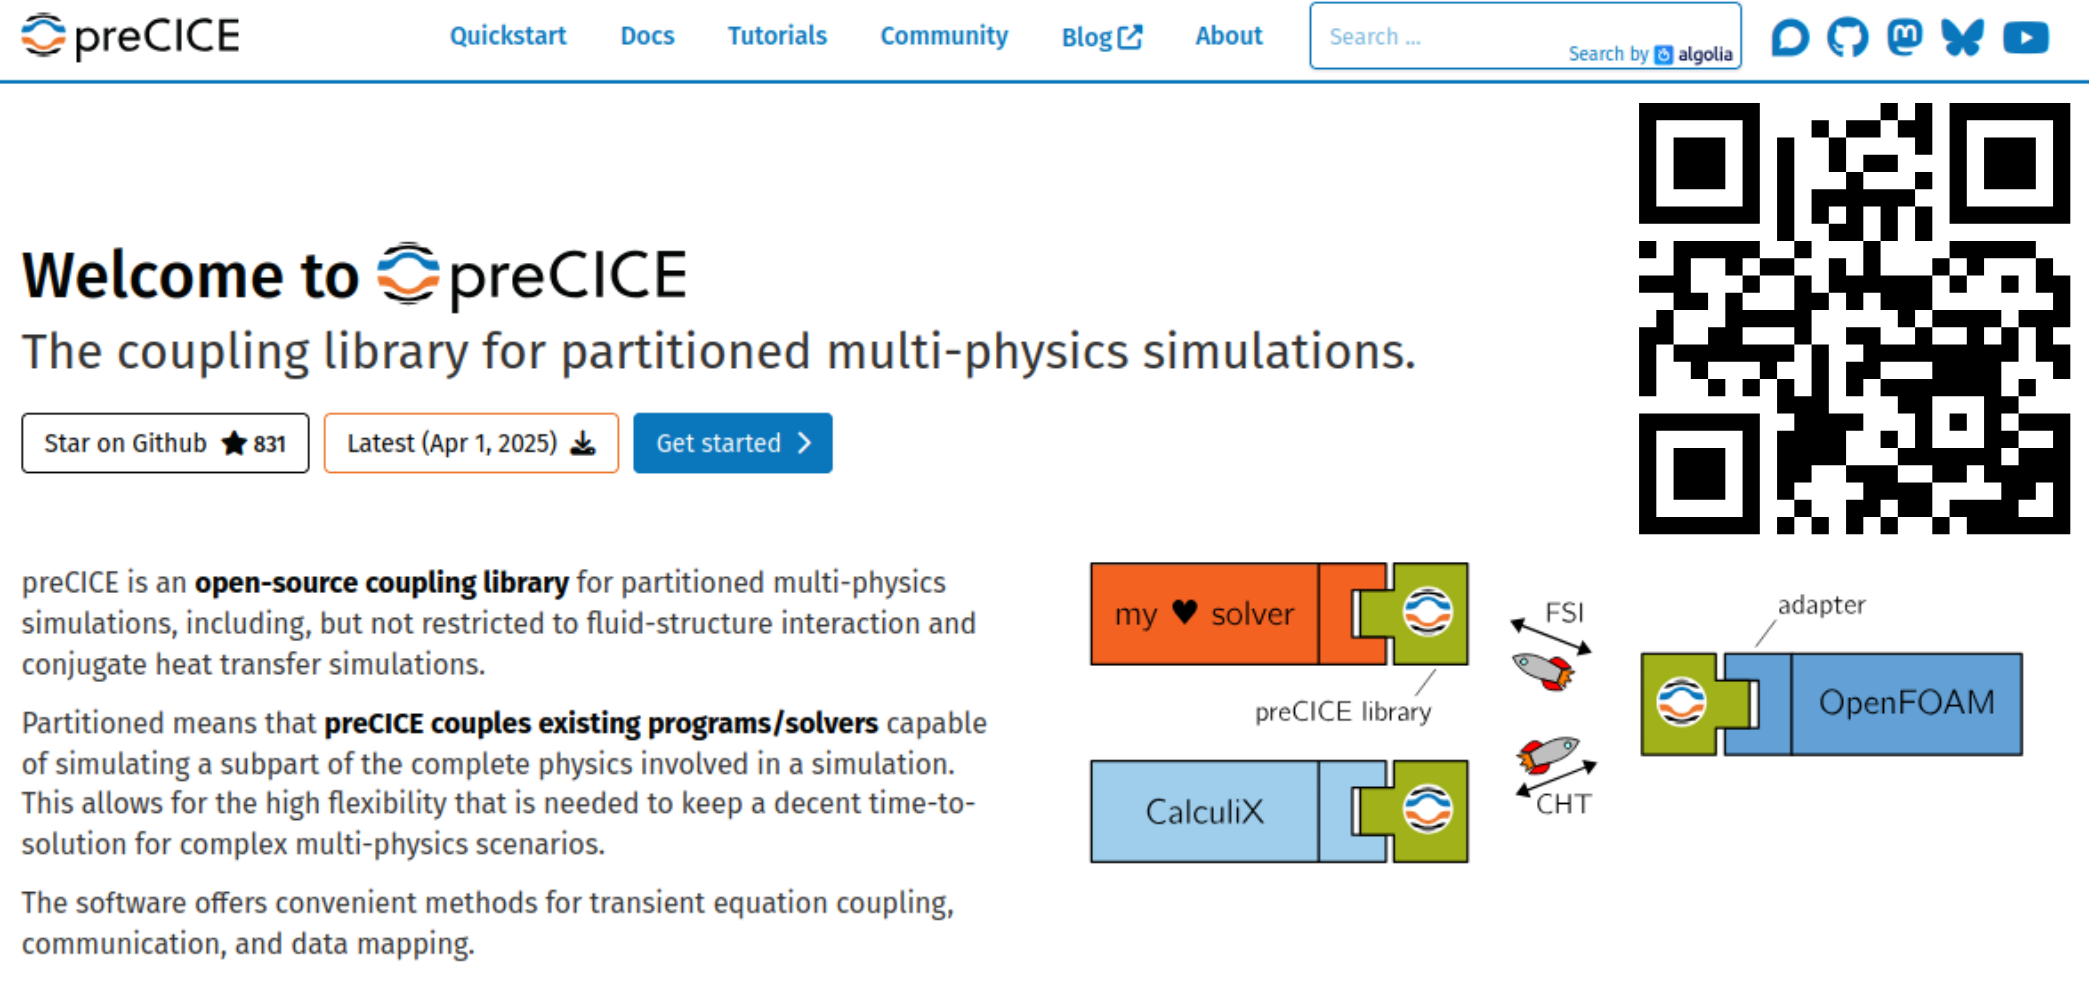 preCICE
Quickstart Docs Tutorials Community Blog About
Search ...
Search by algolia
Welcome to preCICE
The coupling library for partitioned multi-physics simulations.
Star on Github 831
Latest (Apr 1, 2025)
Get started
preCICE is an open-source coupling library for partitioned multi-physics
simulations, including, but not restricted to fluid-structure interaction and
conjugate heat transfer simulations.
Partitioned means that preCICE couples existing programs/solvers capable
of simulating a subpart of the complete physics involved in a simulation.
This allows for the high flexibility that is needed to keep a decent time-to-
solution for complex multi-physics scenarios.
The software offers convenient methods for transient equation coupling,
communication, and data mapping.
my ♥ solver
preCICE library
CalculiX
FSI
CHT
adapter
OpenFOAM